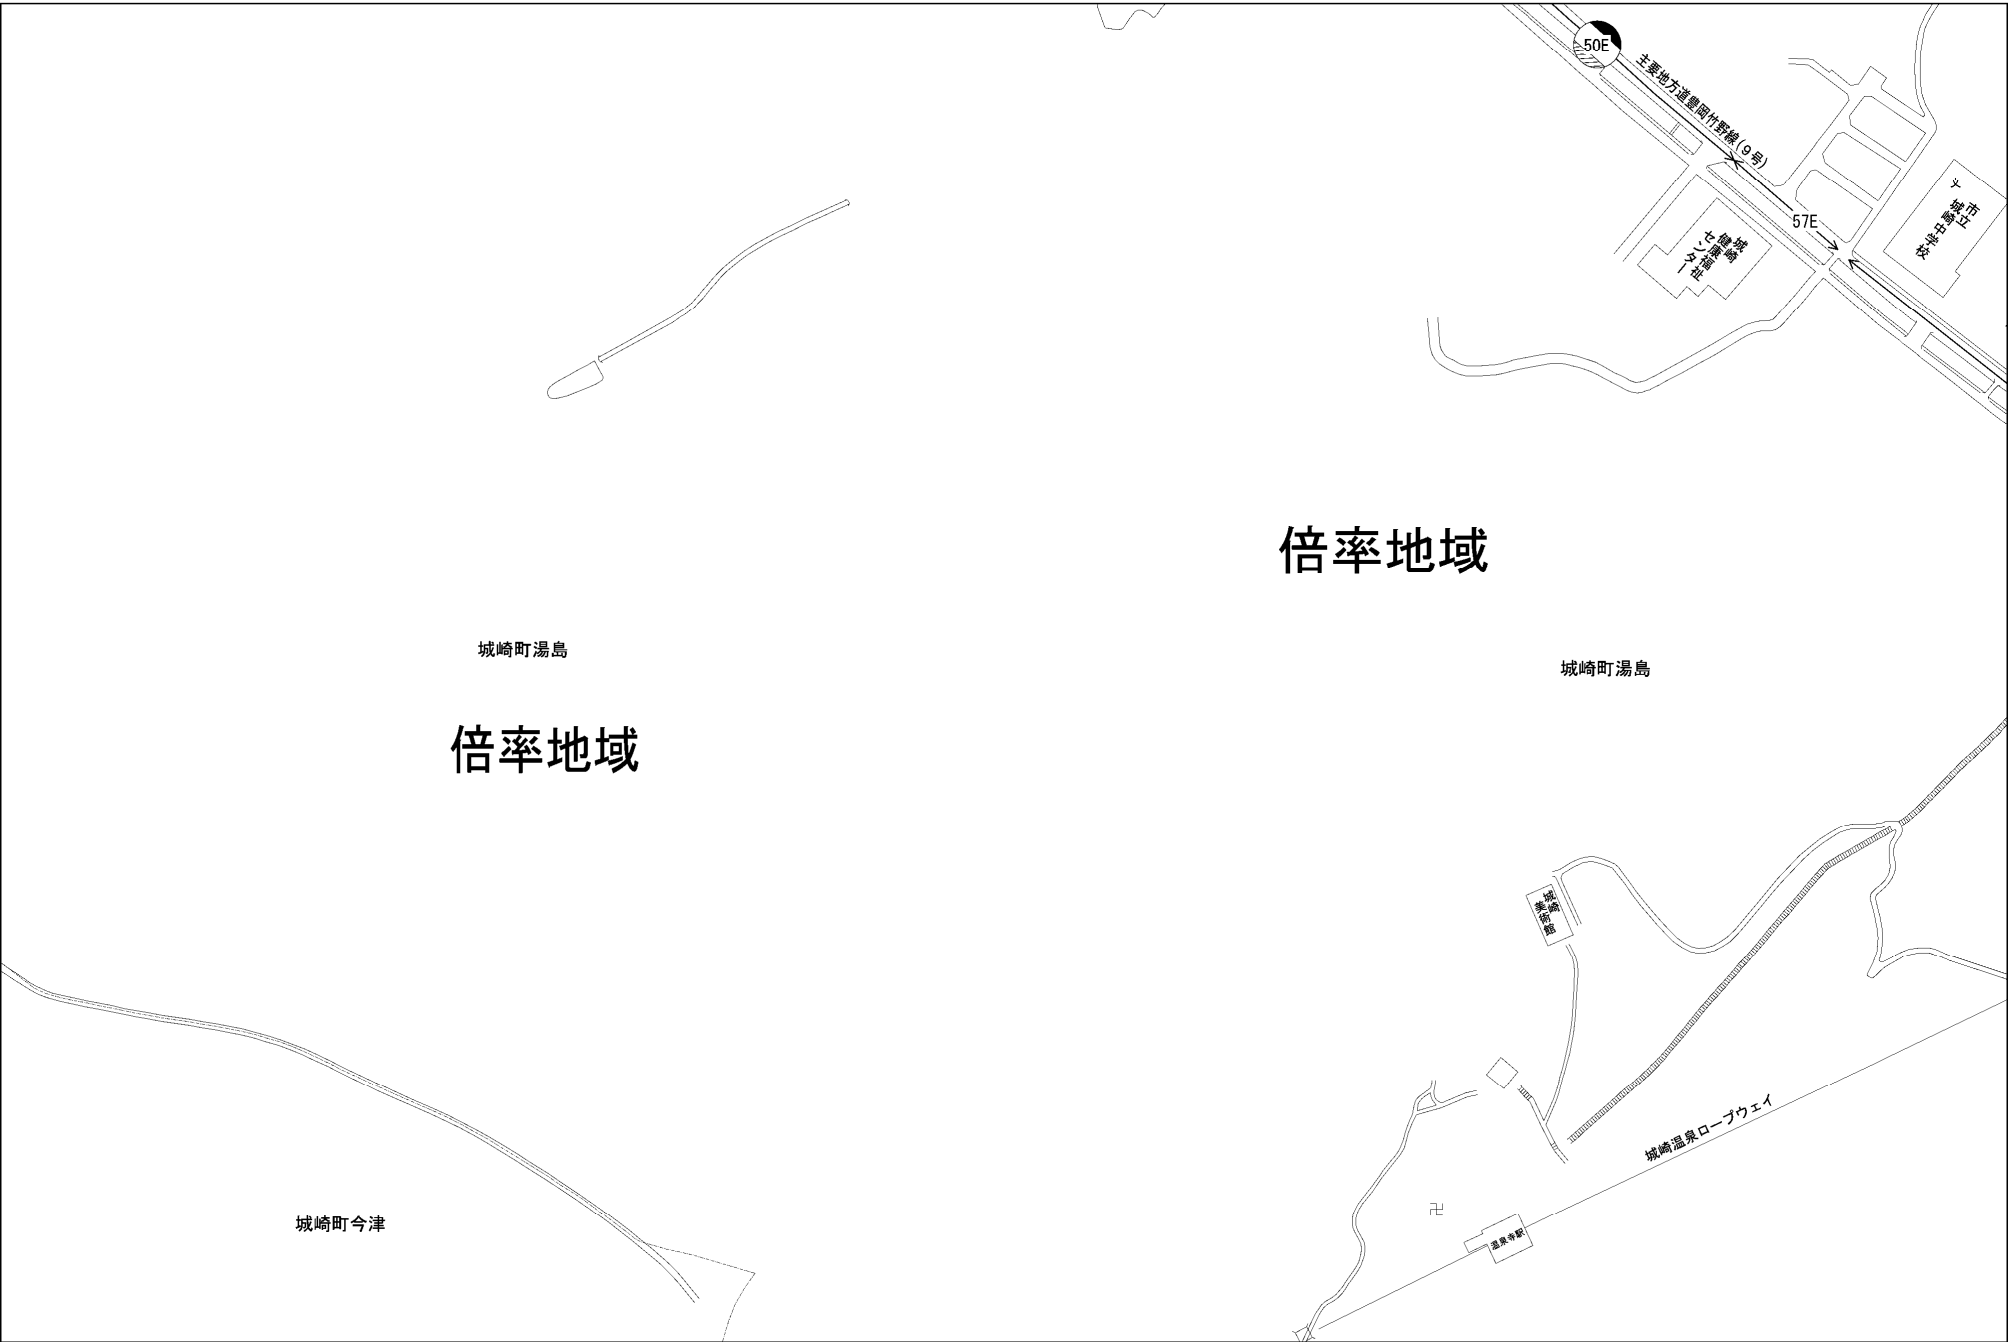 50E
主要地方道豊岡竹野線(9号)
57E
市立
城崎中学校
城崎
健康福祉
センター
倍率地域
城崎町湯島
城崎町湯島
倍率地域
城崎
美術館
城崎温泉ロープウェイ
城崎町今津
卍
温泉寺駅